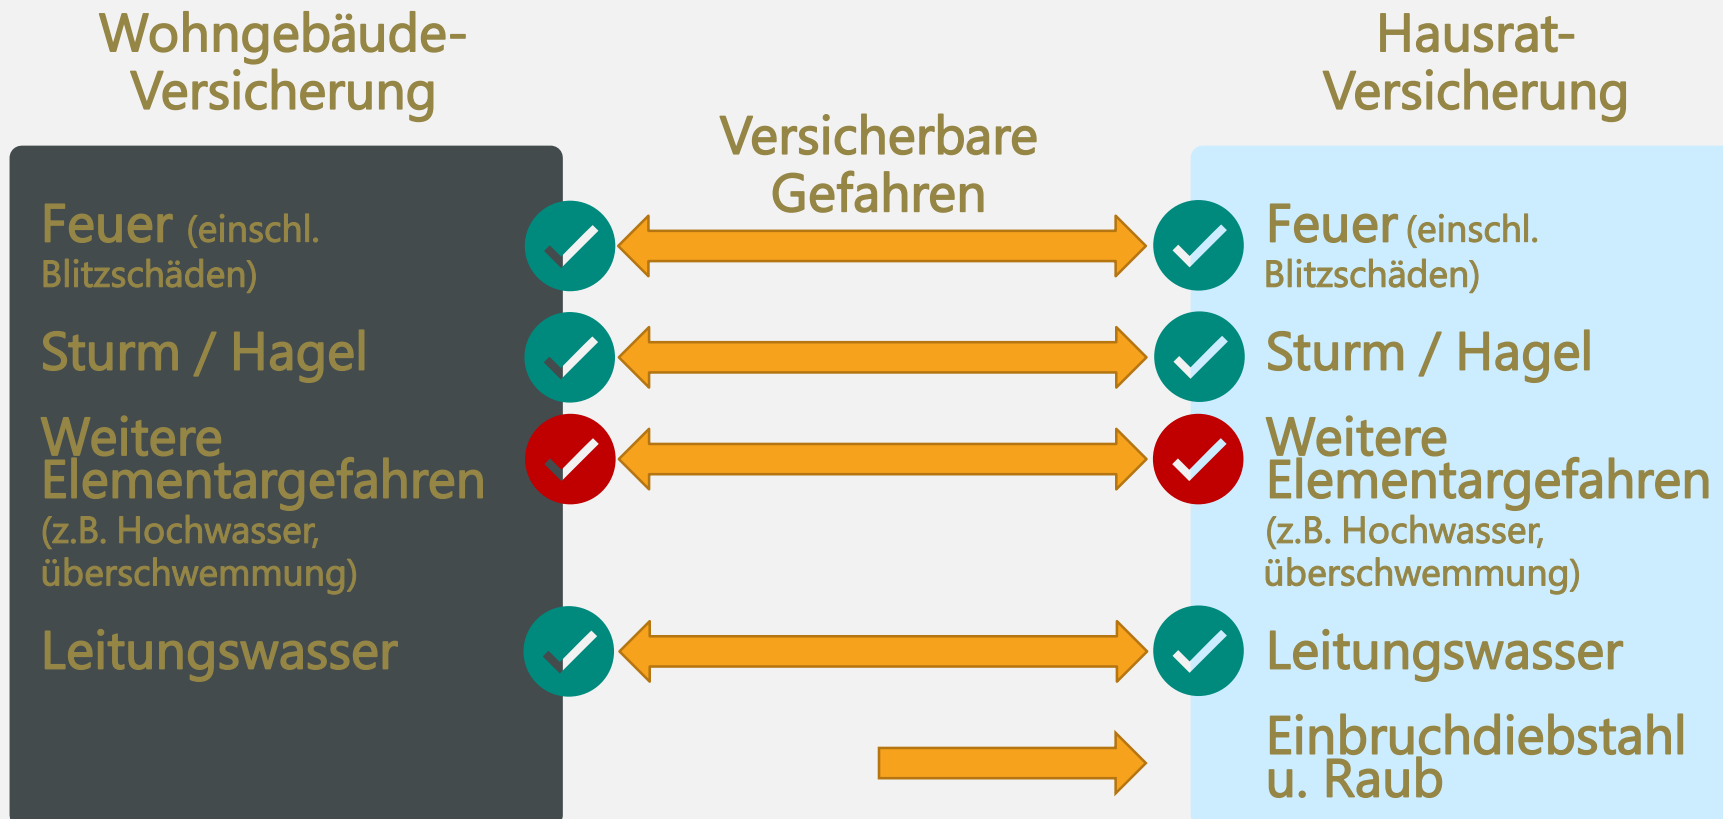 Wohngebäude-
Versicherung
Versicherbare
Gefahren
Hausrat-
Versicherung
Feuer (einschl.
Blitzschäden)
Sturm / Hagel
Weitere
Elementargefahren
(z.B. Hochwasser,
überschwemmung)
Leitungswasser
Feuer (einschl.
Blitzschäden)
Sturm / Hagel
Weitere
Elementargefahren
(z.B. Hochwasser,
überschwemmung)
Leitungswasser
Einbruchdiebstahl
u. Raub